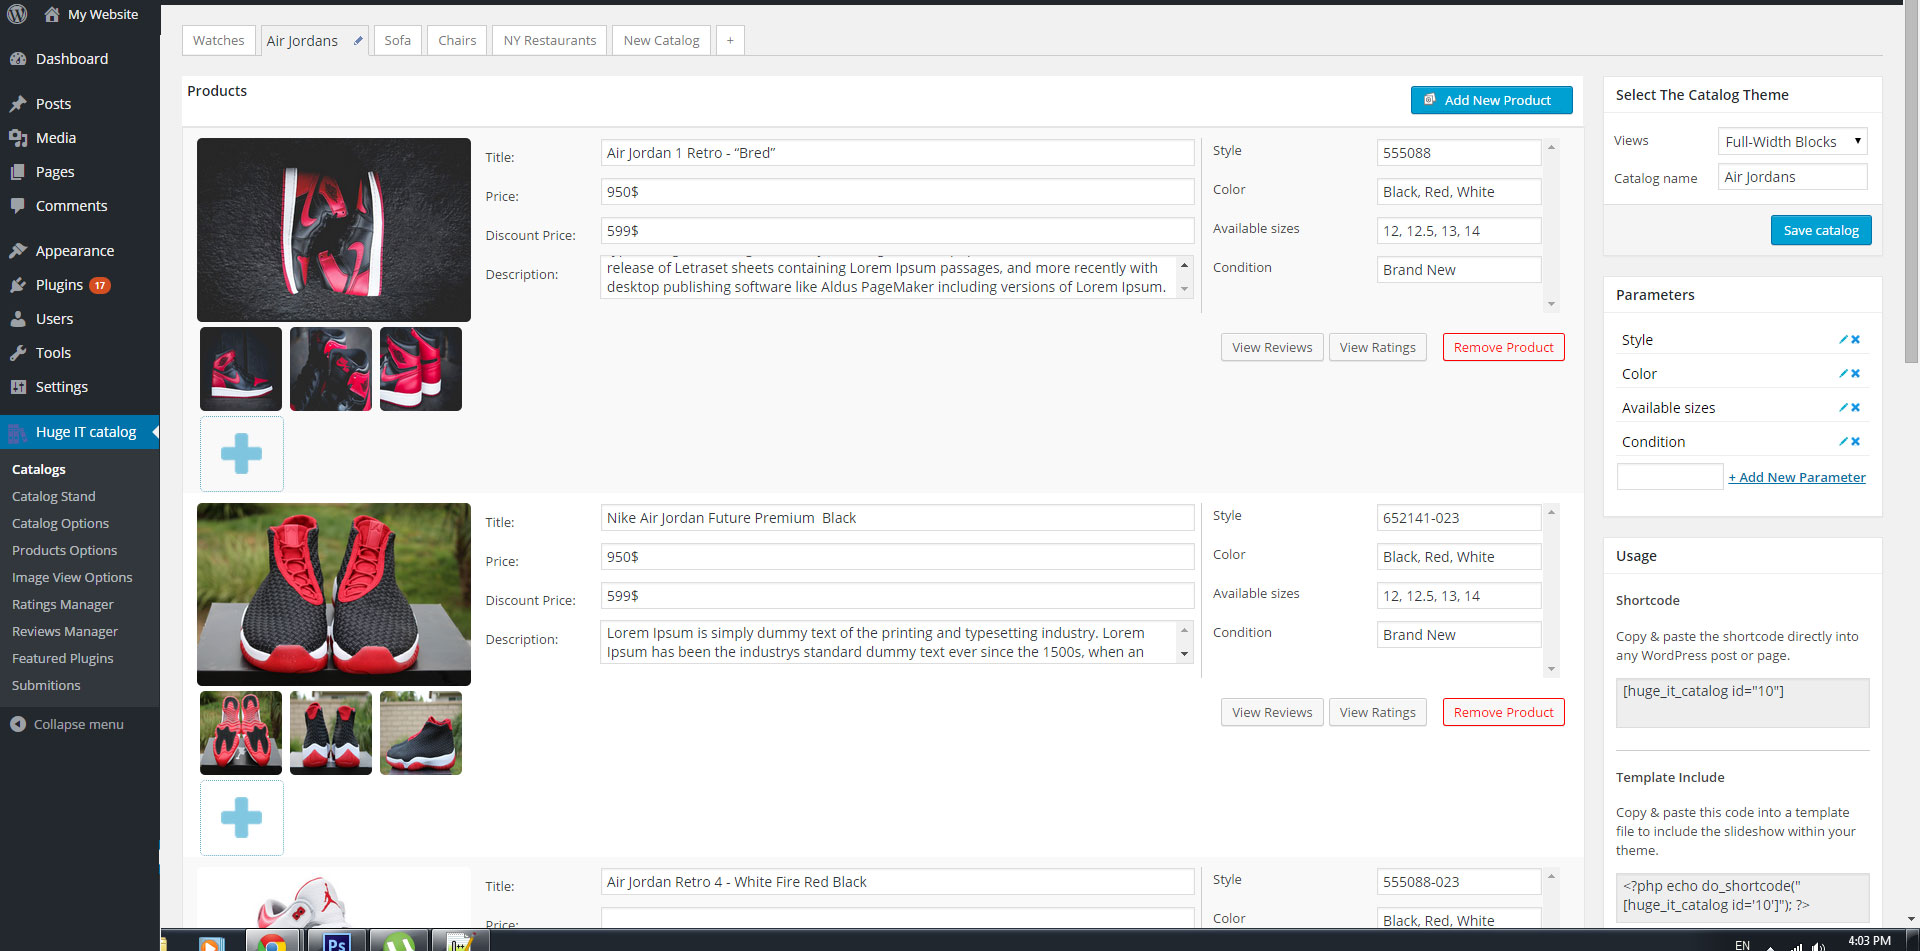 My Website
Dashboard
Posts
Media
Pages
Comments
Appearance
Plugins 17
Users
Tools
Settings
Huge IT catalog
Catalogs
Catalog Stand
Catalog Options
Products Options
Image View Options
Ratings Manager
Reviews Manager
Featured Plugins
Submitions
Collapse menu
Watches
Air Jordans
Sofa
Chairs
NY Restaurants
New Catalog
+
Products
Add New Product
Title:
Air Jordan 1 Retro - “Bred”
Price:
950$
Discount Price:
599$
Description:
release of Letraset sheets containing Lorem Ipsum passages, and more recently with
desktop publishing software like Aldus PageMaker including versions of Lorem Ipsum.
Style
555088
Color
Black, Red, White
Available sizes
12, 12.5, 13, 14
Condition
Brand New
View Reviews
View Ratings
Remove Product
Title:
Nike Air Jordan Future Premium  Black
Price:
950$
Discount Price:
599$
Description:
Lorem Ipsum is simply dummy text of the printing and typesetting industry. Lorem
Ipsum has been the industrys standard dummy text ever since the 1500s, when an
Style
652141-023
Color
Black, Red, White
Available sizes
12, 12.5, 13, 14
Condition
Brand New
View Reviews
View Ratings
Remove Product
Title:
Air Jordan Retro 4 - White Fire Red Black
Price:
Style
555088-023
Color
Black, Red, White
Select The Catalog Theme
Views
Full-Width Blocks
Catalog name
Air Jordans
Save catalog
Parameters
Style
Color
Available sizes
Condition
+ Add New Parameter
Usage
Shortcode
Copy & paste the shortcode directly into
any WordPress post or page.
[huge_it_catalog id="10"]
Template Include
Copy & paste this code into a template
file to include the slideshow within your
theme.
<?php echo do_shortcode("
[huge_it_catalog id='10']"); ?>
Ps
EN
4:03 PM